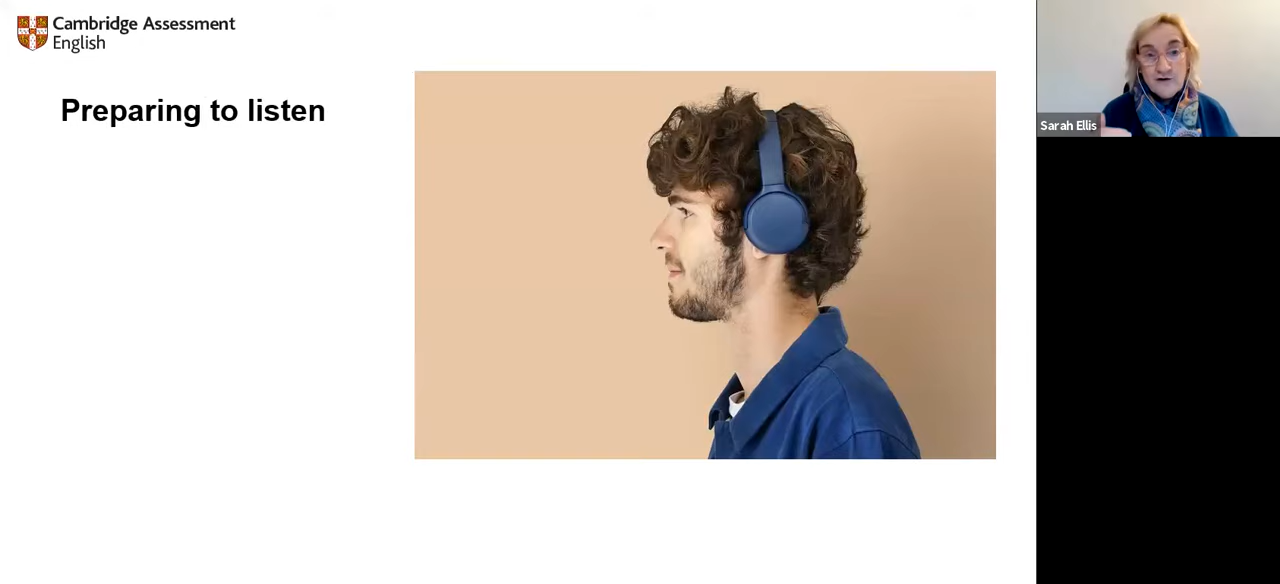 Cambridge Assessment
English
Preparing to listen
Sarah Ellis